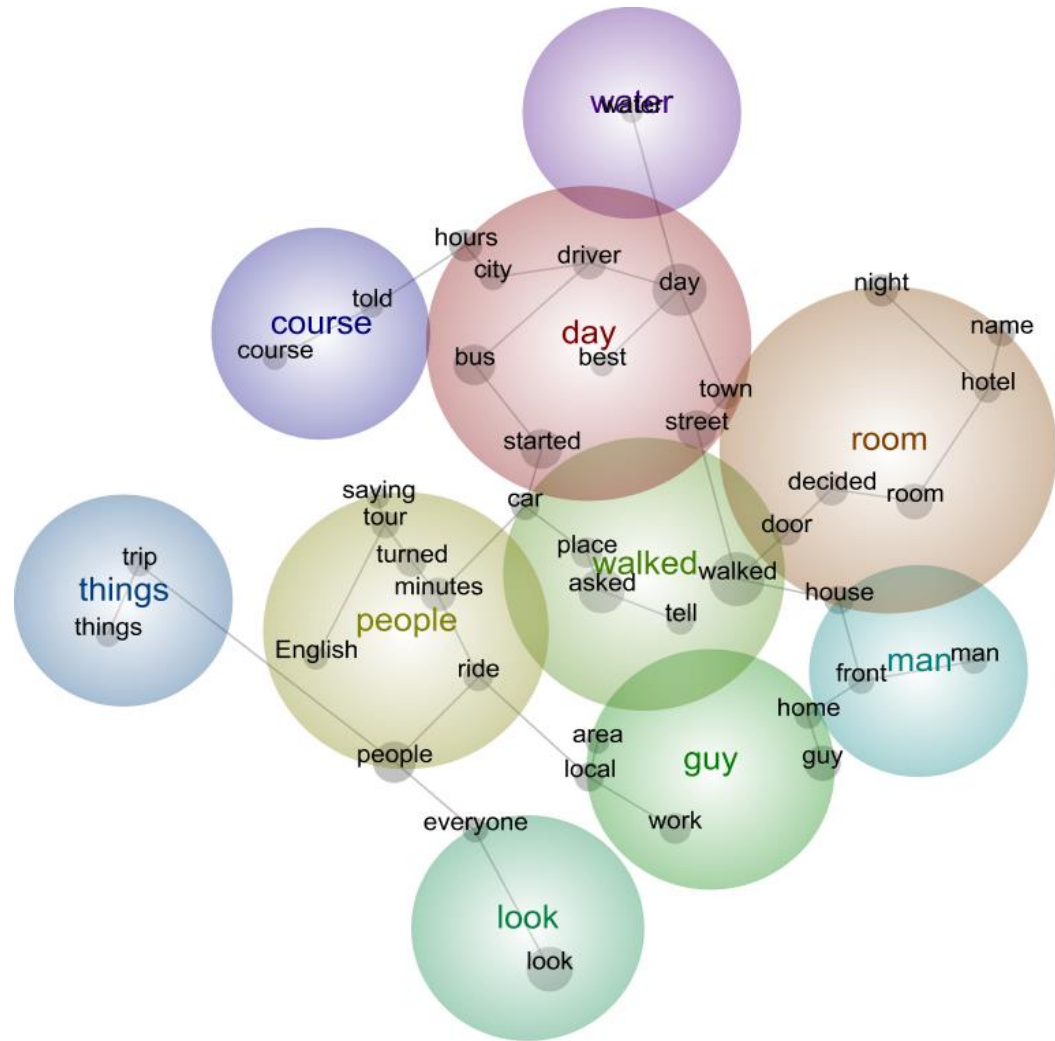 water
water
hours
driver
city
day
night
told
course
day
name
course
bus
best
hotel
town
street
started
room
decided
room
saying
car
tour
door
place
turned
walked
walked
trip
minutes
asked
things
house
tell
people
things
English
man
man
ride
front
home
area
people
guy
guy
local
everyone
work
look
look